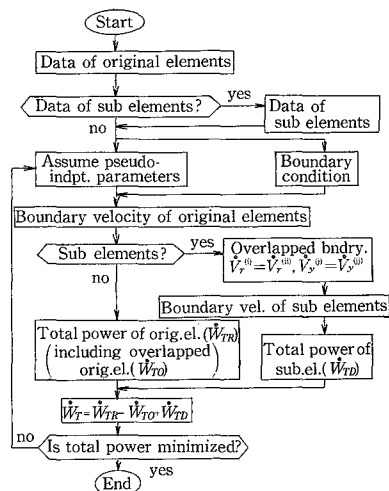 Start
Data of original elements
Data of sub elements?
yes
Data of
sub elements
no
Assume pseudo-
indpt. parameters
Boundary
condition
Boundary velocity of original elements
Sub elements?
yes
Overlapped bndry.
V̇r⁽ⁱ⁾=V̇r⁽ⁱⁱ⁾, V̇y⁽ʲ⁾=V̇y⁽ʲʲ⁾
no
Boundary vel. of sub elements
Total power of orig.el.(ẆTR)
(including overlapped
orig.el.(ẆTO))
Total power of
sub.el.(ẆTD)
ẆT=ẆTR-ẆTO+ẆTD
no
Is total power minimized?
yes
End